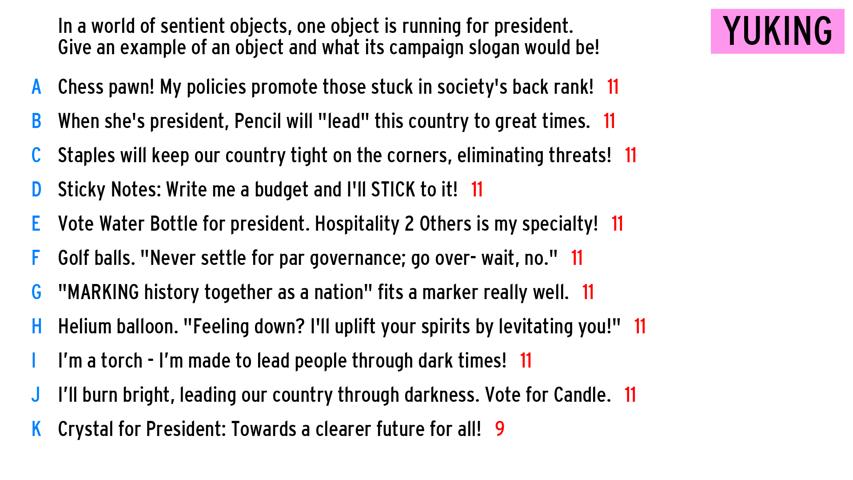 In a world of sentient objects, one object is running for president.
Give an example of an object and what its campaign slogan would be!
YUKING
A Chess pawn! My policies promote those stuck in society's back rank! 11
B When she's president, Pencil will "lead" this country to great times. 11
C Staples will keep our country tight on the corners, eliminating threats! 11
D Sticky Notes: Write me a budget and I'll STICK to it! 11
E Vote Water Bottle for president. Hospitality 2 Others is my specialty! 11
F Golf balls. "Never settle for par governance; go over- wait, no." 11
G "MARKING history together as a nation" fits a marker really well. 11
H Helium balloon. "Feeling down? I'll uplift your spirits by levitating you!" 11
I I’m a torch - I’m made to lead people through dark times! 11
J I’ll burn bright, leading our country through darkness. Vote for Candle. 11
K Crystal for President: Towards a clearer future for all! 9